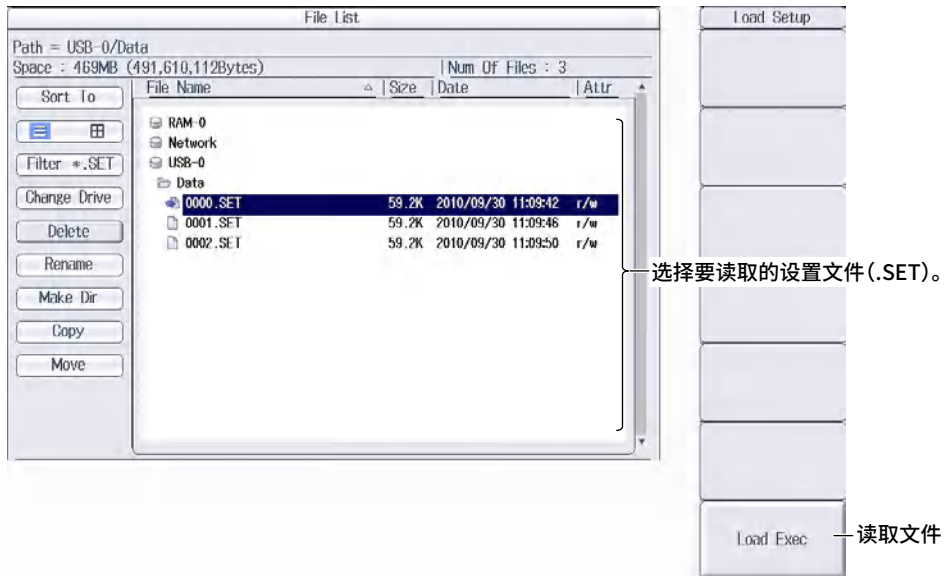 File List
Load Setup
Path = USB-0/Data
Space : 469MB (491,610,112Bytes) Num Of Files : 3
Sort To
File Name Size Date Attr
RAM-0
Network
Filter *.SET
USB-0
Data
Change Drive
0000.SET 59.2K 2010/09/30 11:09:42 r/w
0001.SET 59.2K 2010/09/30 11:09:46 r/w
Delete
0002.SET 59.2K 2010/09/30 11:09:50 r/w
Rename
选择要读取的设置文件(.SET)。
Make Dir
Copy
Move
Load Exec
读取文件